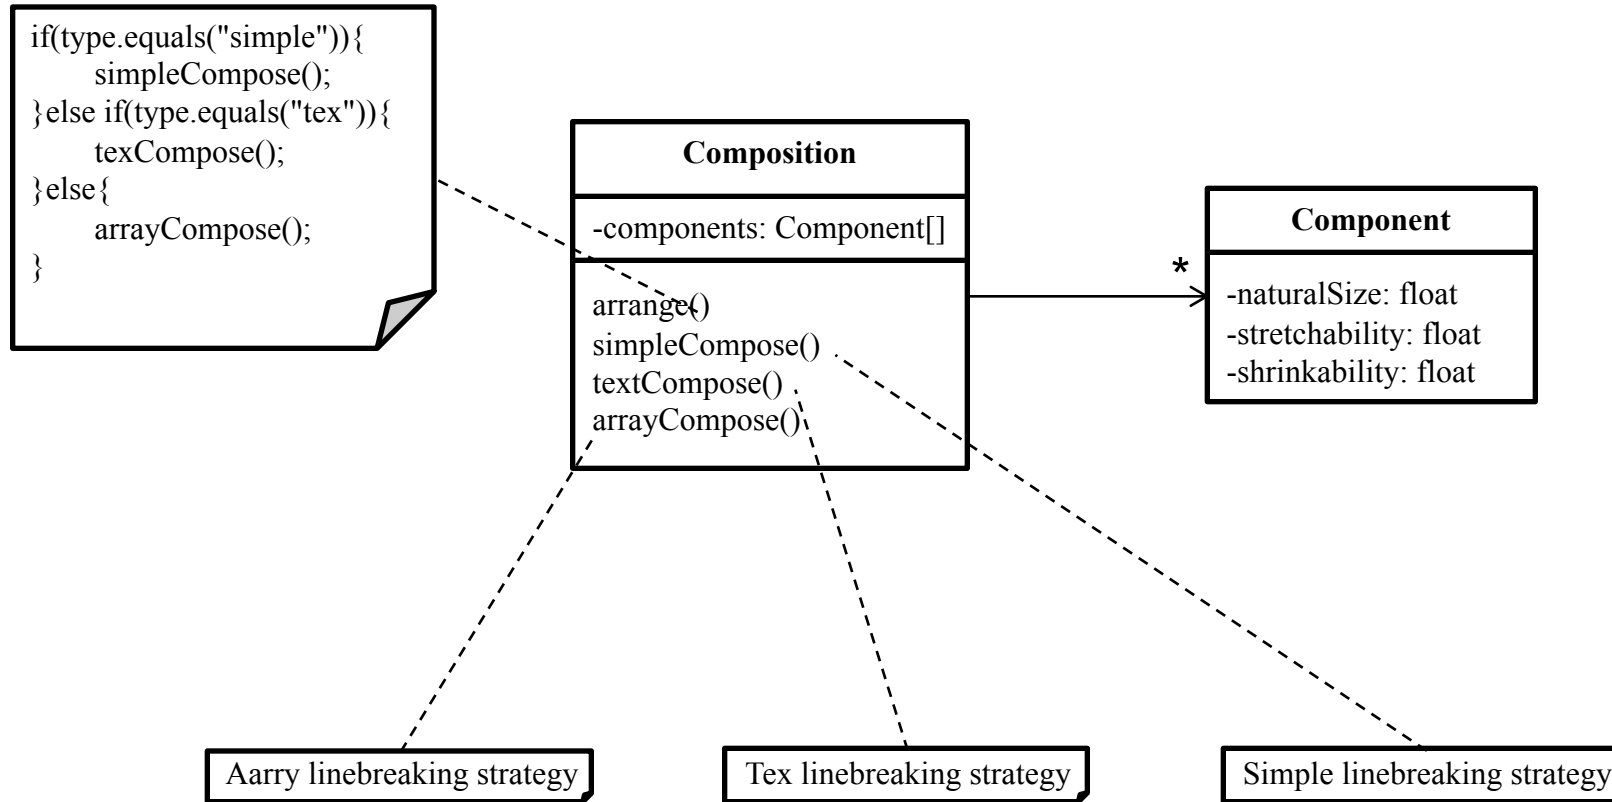 if(type.equals("simple")){
simpleCompose();
}else if(type.equals("tex")){
texCompose();
}else{
arrayCompose();
}
Composition
-components: Component[]
arrange()
simpleCompose()
textCompose()
arrayCompose()
*
Component
-naturalSize: float
-stretchability: float
-shrinkability: float
Aarry linebreaking strategy
Tex linebreaking strategy
Simple linebreaking strategy